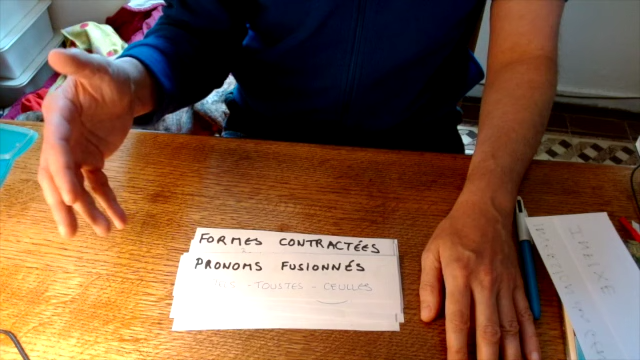 FORMES CONTRACTÉES
PRONOMS FUSIONNÉS
- TOUSTES - CEULLES